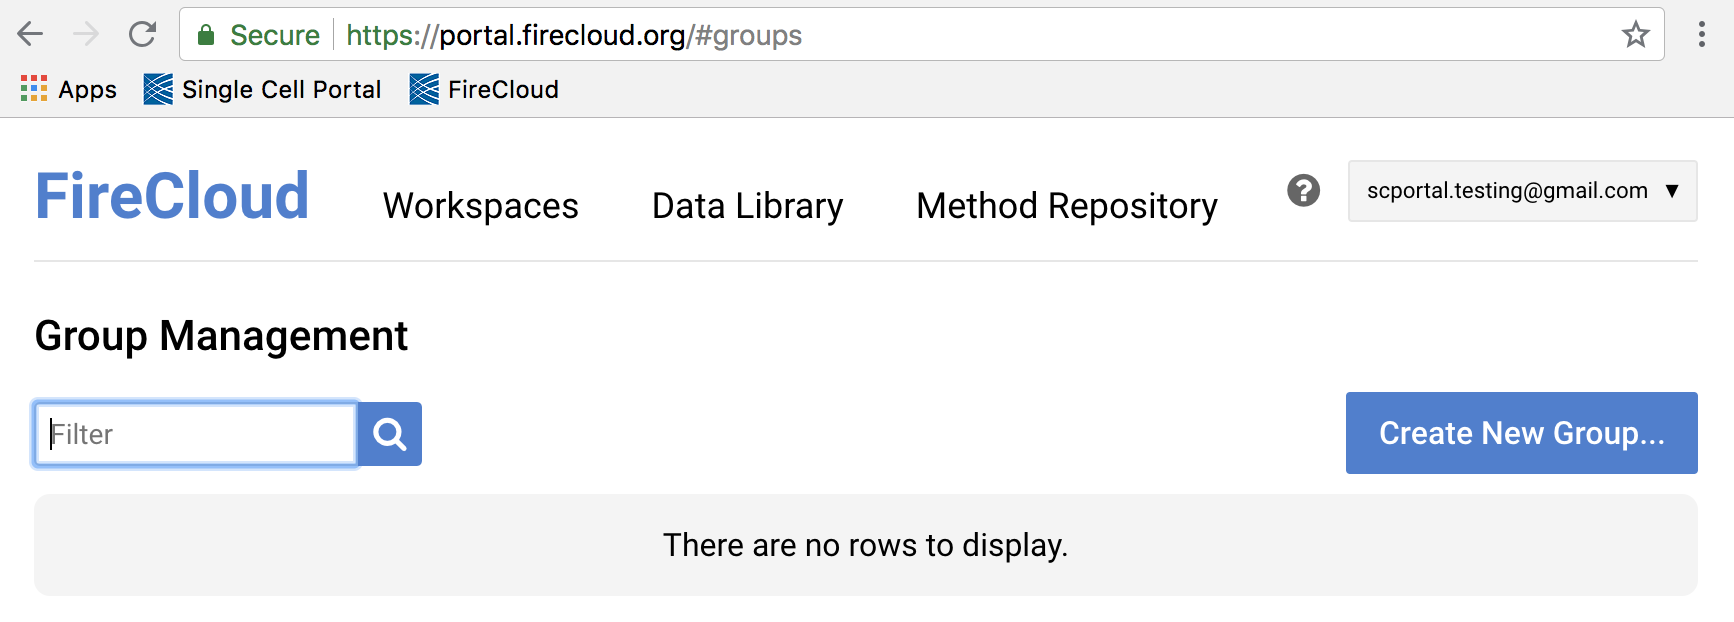 Secure https://portal.firecloud.org/#groups
Apps Single Cell Portal FireCloud
FireCloud Workspaces Data Library Method Repository ? scportal.testing@gmail.com ▼
Group Management
Filter Create New Group...
There are no rows to display.